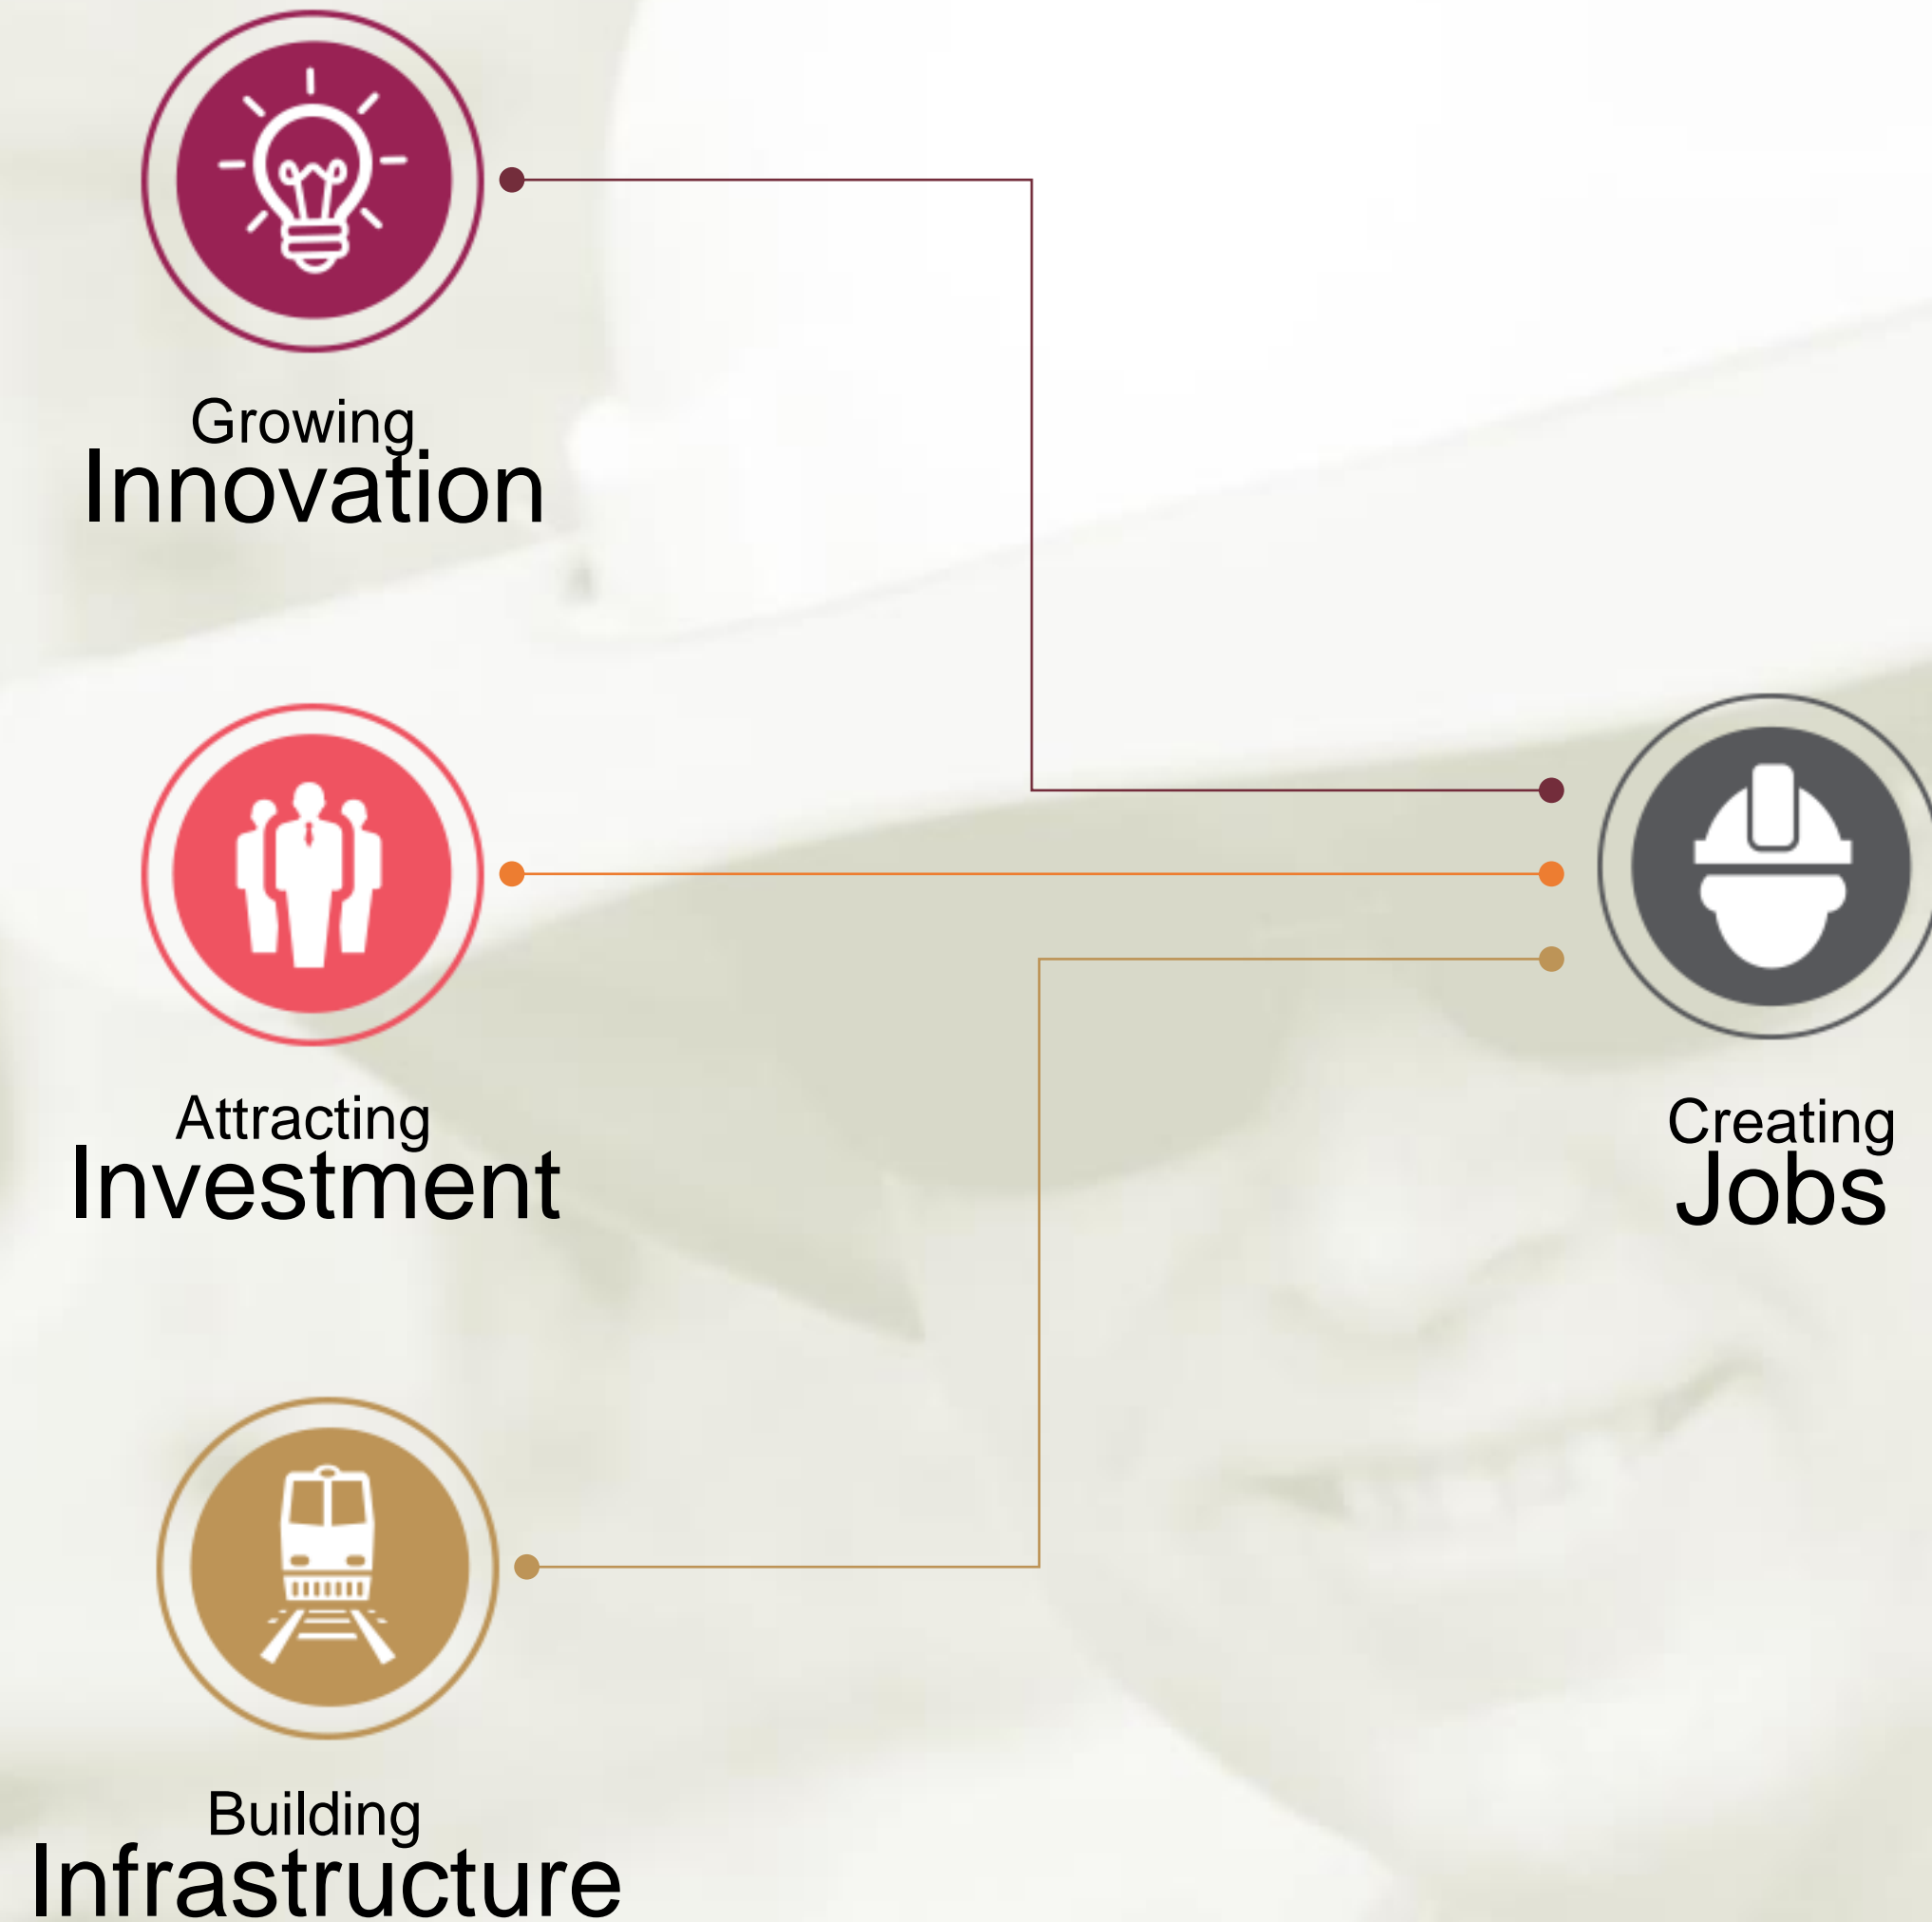 Growing
Innovation
Attracting
Investment
Creating
Jobs
Building
Infrastructure